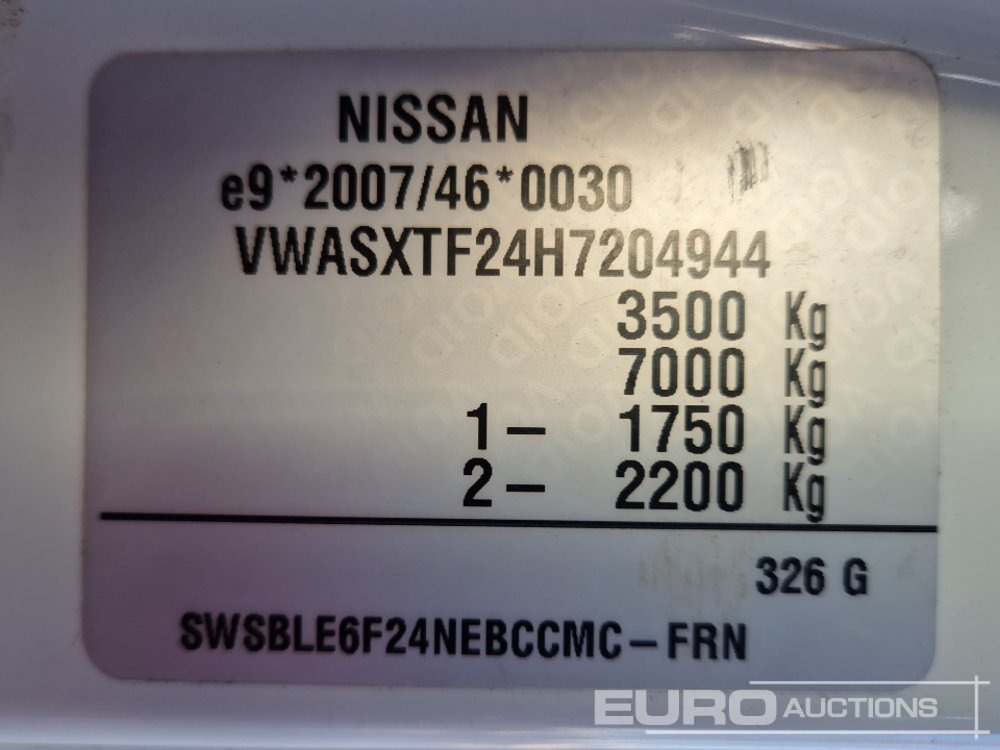 NISSAN
e9*2007/46*0030
VWASXTF24H7204944
3500 Kg
7000 Kg
1- 1750 Kg
2- 2200 Kg
326 G
SWSBLE6F24NEBCCMC-FRN
EURO AUCTIONS